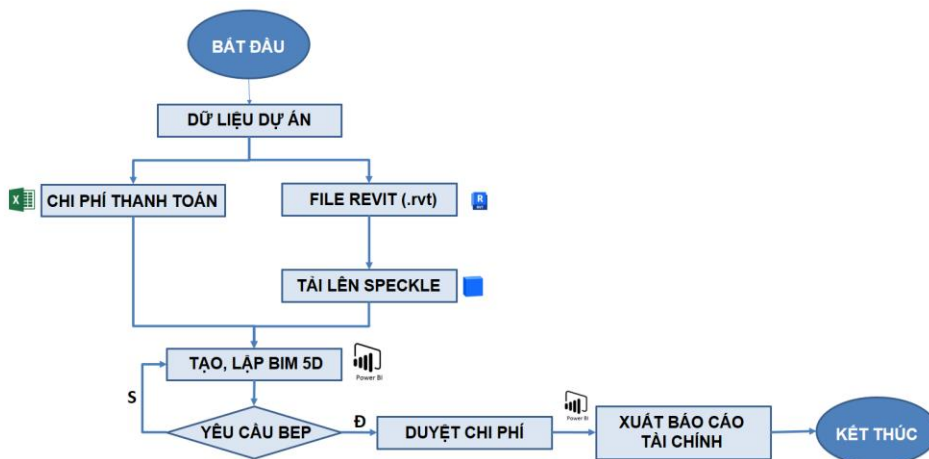 BẮT ĐẦU
DỮ LIỆU DỰ ÁN
CHI PHÍ THANH TOÁN
FILE REVIT (.rvt)
TẢI LÊN SPECKLE
TẠO, LẬP BIM 5D
Power BI
S
YÊU CẦU BEP
Đ
DUYỆT CHI PHÍ
Power BI
XUẤT BÁO CÁO
TÀI CHÍNH
KẾT THÚC